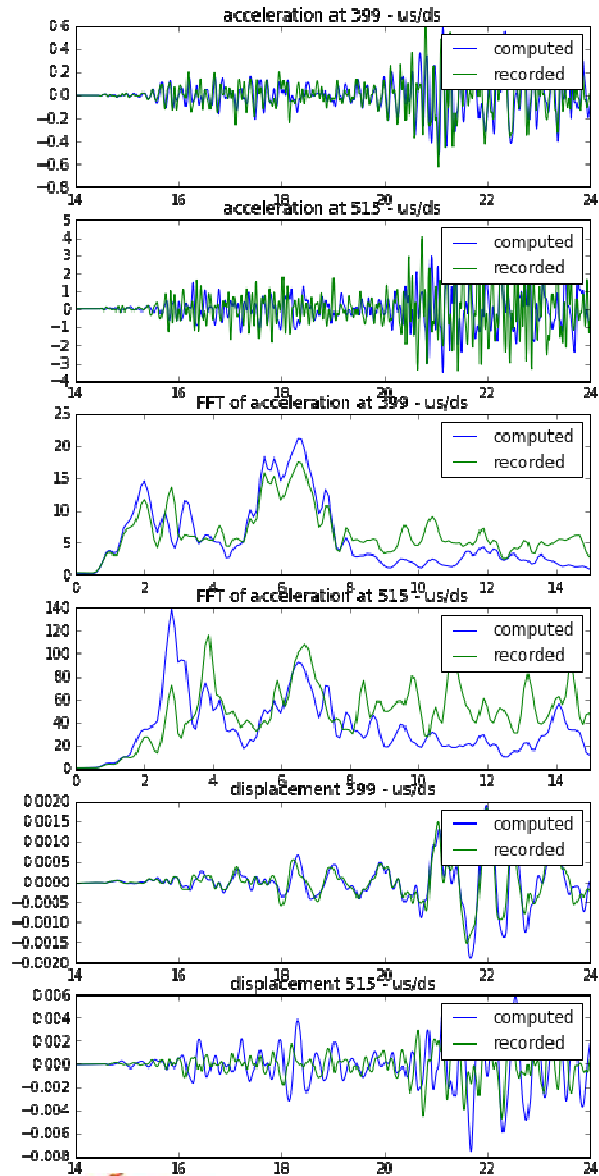 acceleration at 399 - us/ds
0.6
0.4
0.2
0.0
−0.2
−0.4
−0.6
−0.8
computed
recorded
14 16 18 20 22 24
acceleration at 515 - us/ds
5
4
3
2
1
0
−1
−2
−3
−4
computed
recorded
14 16 18 20 22 24
FFT of acceleration at 399 - us/ds
25
20
15
10
5
0
computed
recorded
0 2 4 6 8 10 12 14
FFT of acceleration at 515 - us/ds
140
120
100
80
60
40
20
0
computed
recorded
0 2 4 6 8 10 12 14
displacement 399 - us/ds
0.0020
0.0015
0.0010
0.0005
0.0000
−0.0005
−0.0010
−0.0015
−0.0020
computed
recorded
14 16 18 20 22 24
displacement 515 - us/ds
0.006
0.004
0.002
0.000
−0.002
−0.004
−0.006
−0.008
computed
recorded
14 16 18 20 22 24